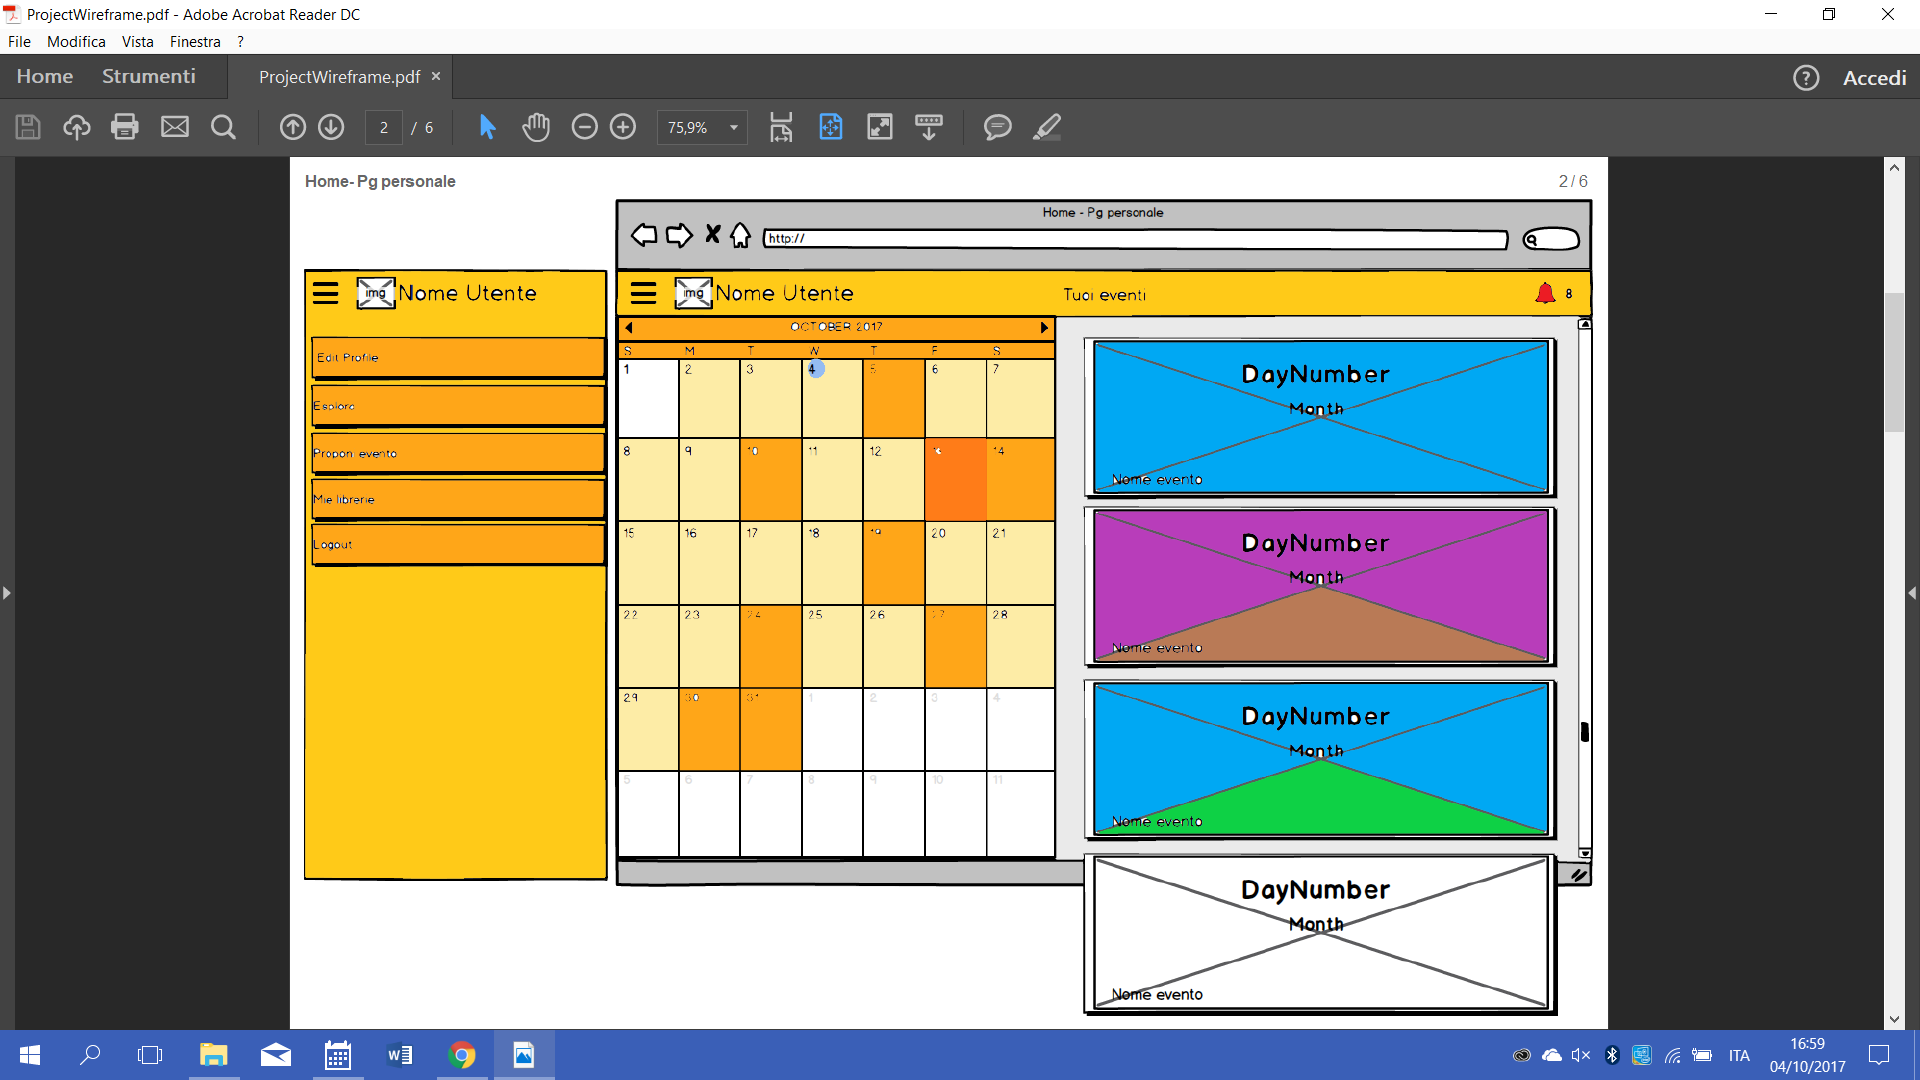 ProjectWireframe.pdf - Adobe Acrobat Reader DC
File Modifica Vista Finestra ?
Home Strumenti ProjectWireframe.pdf × Accedi
2 / 6 75,9%
Home- Pg personale 2 / 6
Home - Pg personale
http://
img Nome Utente
Edit Profile
Esplora
Proponi evento
Mie librerie
Logout
img Nome Utente Tuoi eventi 8
OCTOBER 2017
S M T W T F S
1 2 3 4 5 6 7
8 9 10 11 12 13 14
15 16 17 18 19 20 21
22 23 24 25 26 27 28
29 30 31 1 2 3 4
5 6 7 8 9 10 11
DayNumber
Month
Nome evento
DayNumber
Month
Nome evento
DayNumber
Month
Nome evento
DayNumber
Month
Nome evento
ITA
16:59
04/10/2017